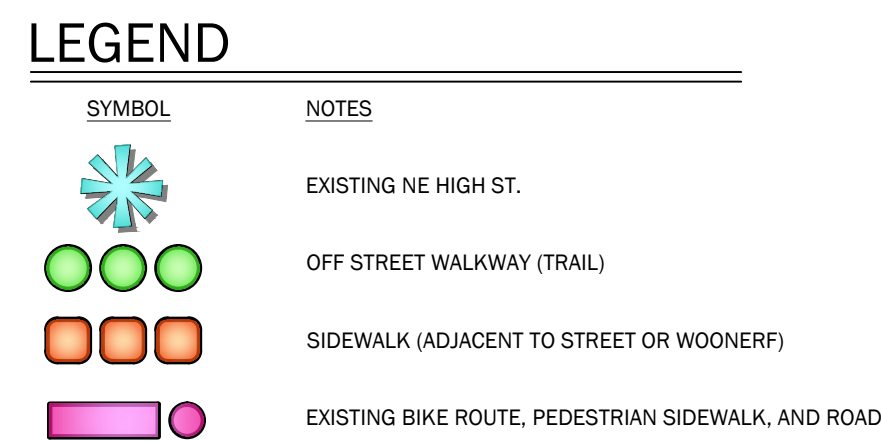 LEGEND
SYMBOL NOTES
EXISTING NE HIGH ST.
OFF STREET WALKWAY (TRAIL)
SIDEWALK (ADJACENT TO STREET OR WOONERF)
EXISTING BIKE ROUTE, PEDESTRIAN SIDEWALK, AND ROAD